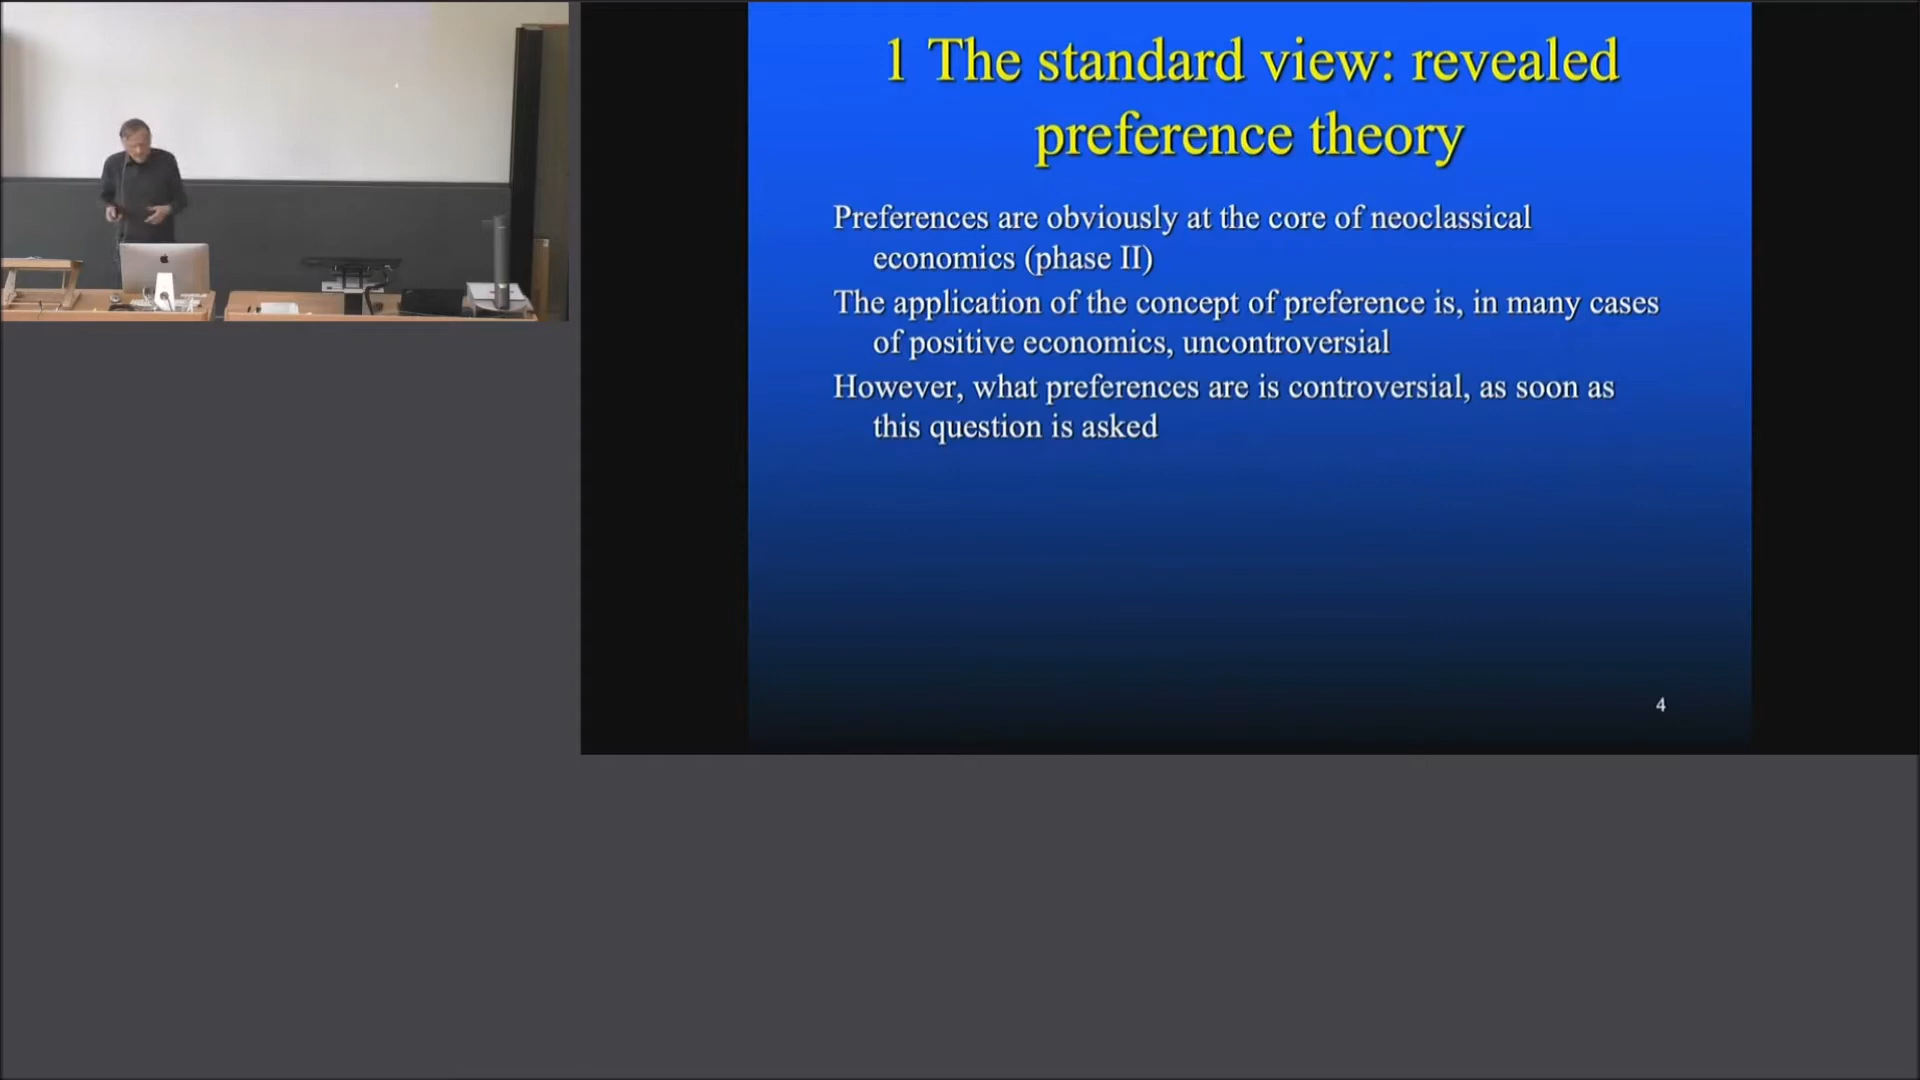 1 The standard view: revealed
preference theory
Preferences are obviously at the core of neoclassical
economics (phase II)
The application of the concept of preference is, in many cases
of positive economics, uncontroversial
However, what preferences are is controversial, as soon as
this question is asked
4